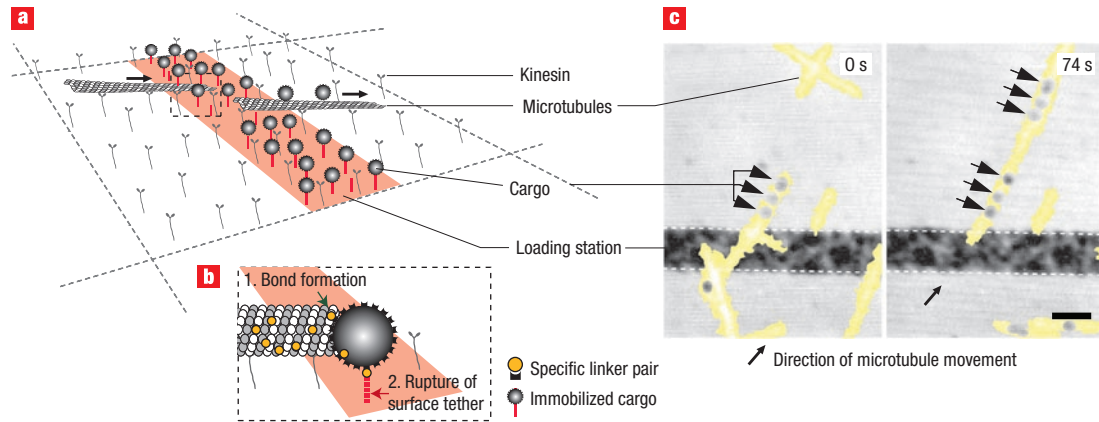 a
Kinesin
Microtubules
Cargo
Loading station
b
1. Bond formation
2. Rupture of
surface tether
Specific linker pair
Immobilized cargo
c
0 s
74 s
Direction of microtubule movement